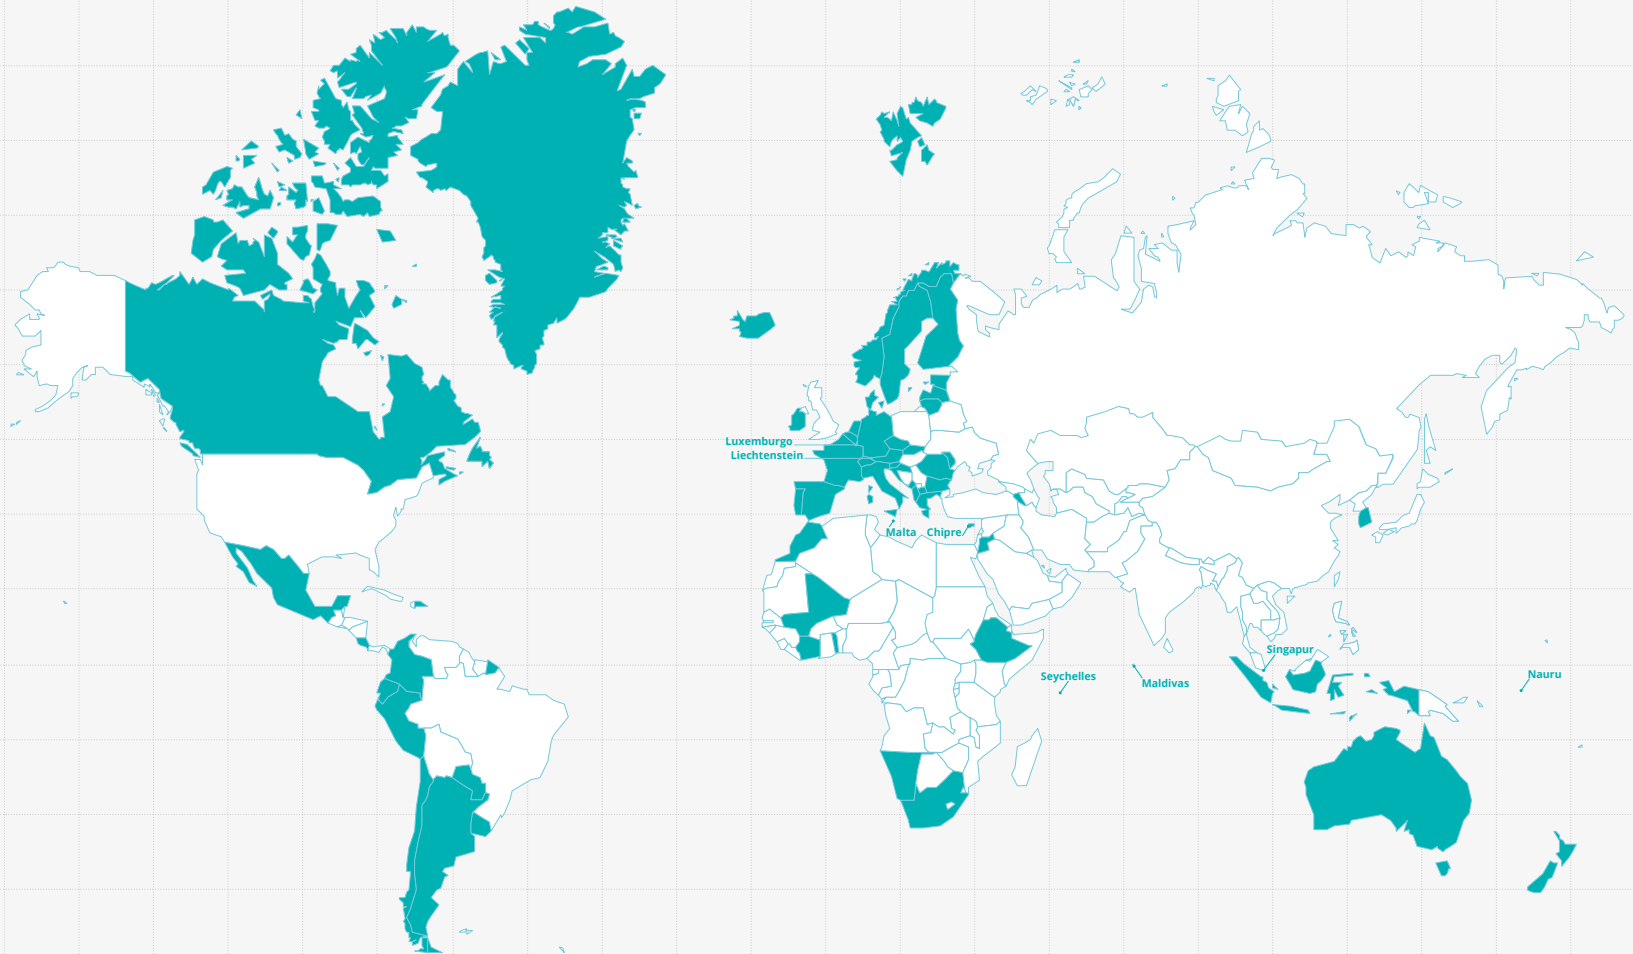 Luxemburgo
Liechtenstein
Malta
Chipre
Singapur
Seychelles
Maldivas
Nauru